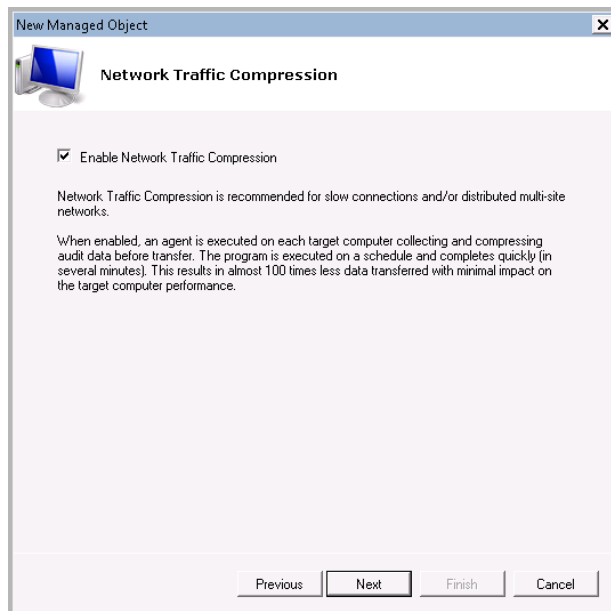 New Managed Object
Network Traffic Compression
Enable Network Traffic Compression
Network Traffic Compression is recommended for slow connections and/or distributed multi-site
networks.
When enabled, an agent is executed on each target computer collecting and compressing
audit data before transfer. The program is executed on a schedule and completes quickly (in
several minutes). This results in almost 100 times less data transferred with minimal impact on
the target computer performance.
Previous Next Finish Cancel